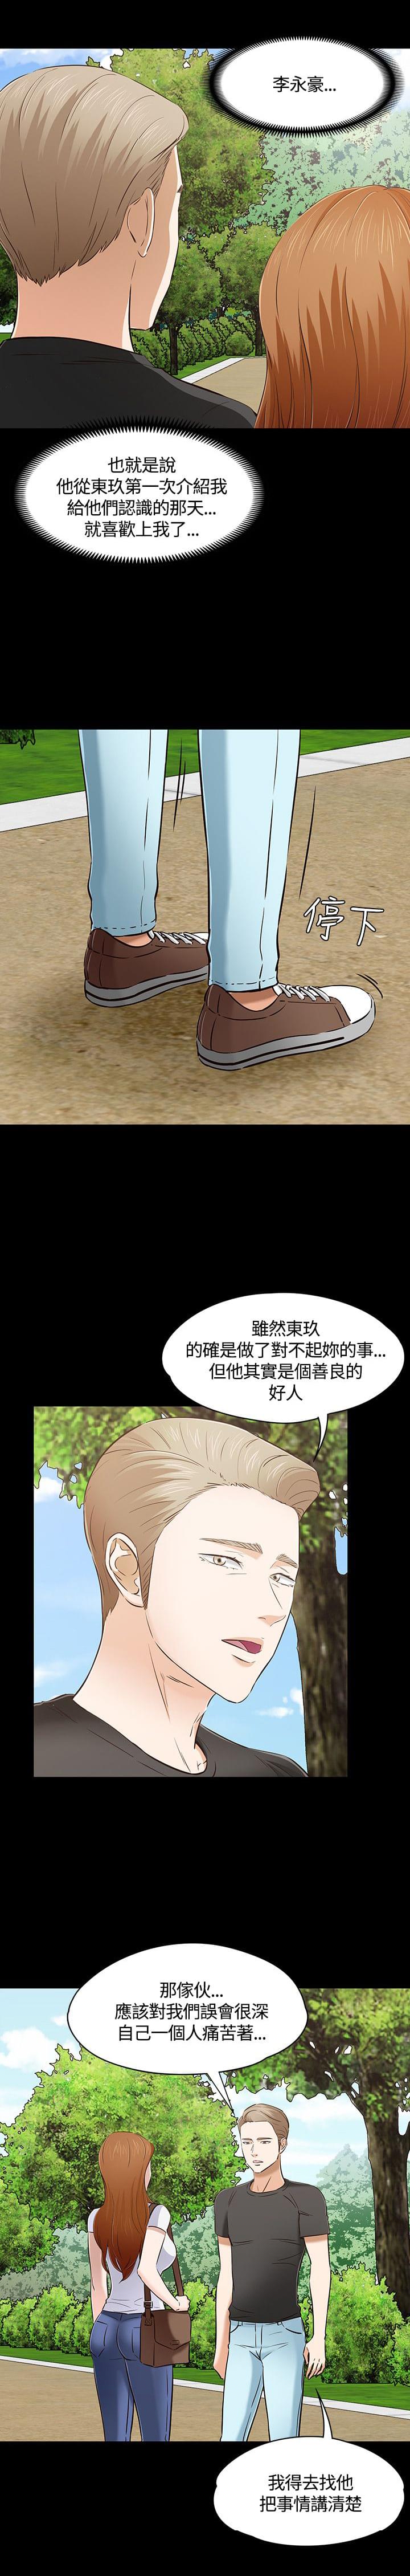 李永豪...
也就是說
他從東玖第一次介紹我
給他們認識的那天...
就喜歡上我了...
停下
雖然東玖
的確是做了對不起妳的事...
但他其實是個善良的
好人
那傢伙...
應該對我們誤會很深
自己一個人痛苦著...
我得去找他
把事情講清楚